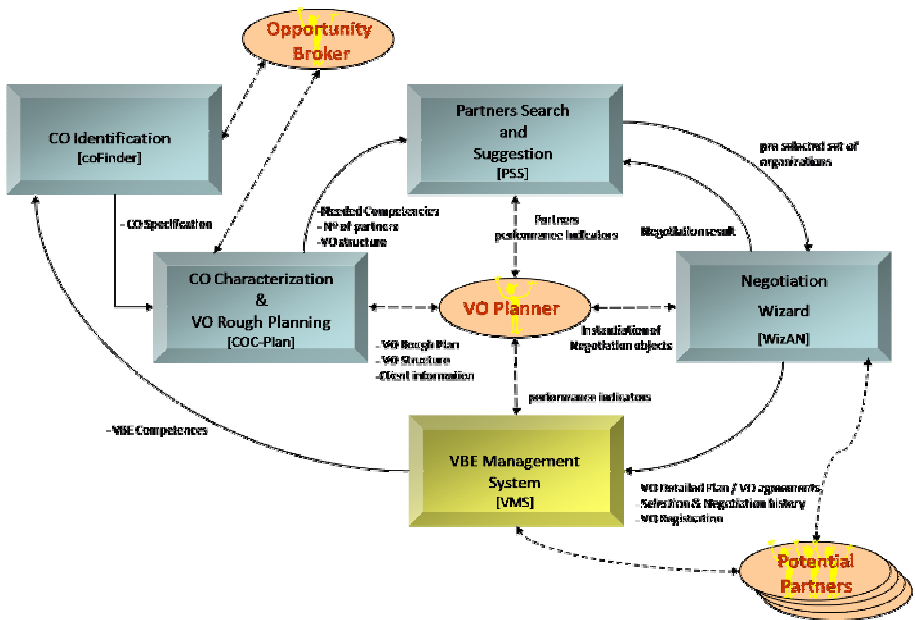 Opportunity
Broker
CO Identification
[coFinder]
Partners Search
and
Suggestion
[PSS]
pre selected set of
organizations
- CO Specification
-Needed Competencies
- Nº of partners
-VO structure
Partners
performance indicators
Negotiation result
CO Characterization
&
VO Rough Planning
[COC-Plan]
VO Planner
Negotiation
Wizard
[WizAN]
Instantiation of
Negotiation objects
- VO Rough Plan
- VO Structure
-Client information
performance indicators
- VBE Competences
VBE Management
System
[VMS]
- VO Detailed Plan / VO agreements
- Selection & Negotiation history
- VO Registration
Potential
Partners